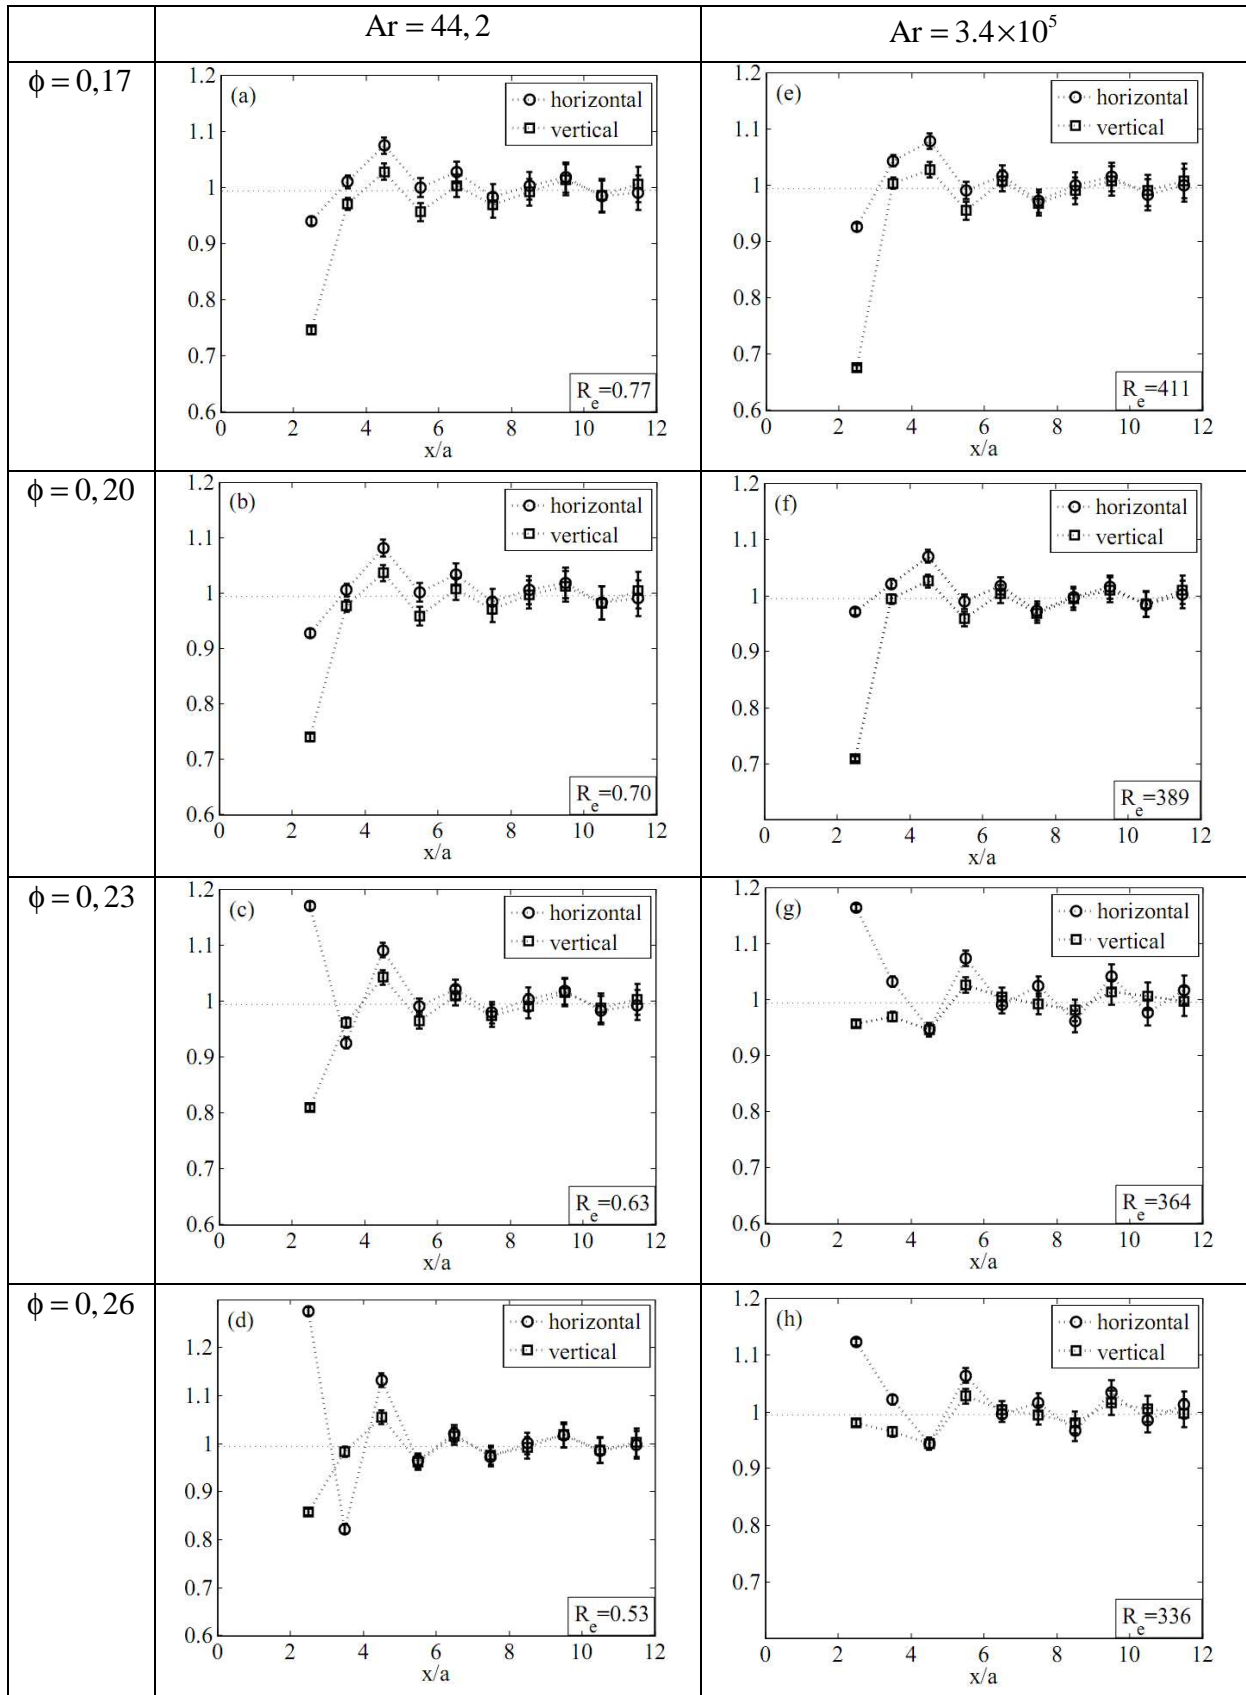 Ar = 44, 2
Ar = 3.4×10⁵
ϕ = 0,17
(a)
horizontal
vertical
1.2
1.1
1
0.9
0.8
0.7
0.6
R_e=0.77
0 2 4 6 8 10 12
x/a
(e)
horizontal
vertical
1.2
1.1
1
0.9
0.8
0.7
0.6
R_e=411
0 2 4 6 8 10 12
x/a
ϕ = 0, 20
(b)
horizontal
vertical
1.2
1.1
1
0.9
0.8
0.7
0.6
R_e=0.70
0 2 4 6 8 10 12
x/a
(f)
horizontal
vertical
1.2
1.1
1
0.9
0.8
0.7
R_e=389
0 2 4 6 8 10 12
x/a
ϕ = 0, 23
(c)
horizontal
vertical
1.2
1.1
1
0.9
0.8
0.7
0.6
R_e=0.63
0 2 4 6 8 10 12
x/a
(g)
horizontal
vertical
1.2
1.1
1
0.9
0.8
0.7
0.6
R_e=364
0 2 4 6 8 10 12
x/a
ϕ = 0, 26
(d)
horizontal
vertical
1.2
1.1
1
0.9
0.8
0.7
0.6
R_e=0.53
0 2 4 6 8 10 12
x/a
(h)
horizontal
vertical
1.2
1.1
1
0.9
0.8
0.7
R_e=336
0 2 4 6 8 10 12
x/a